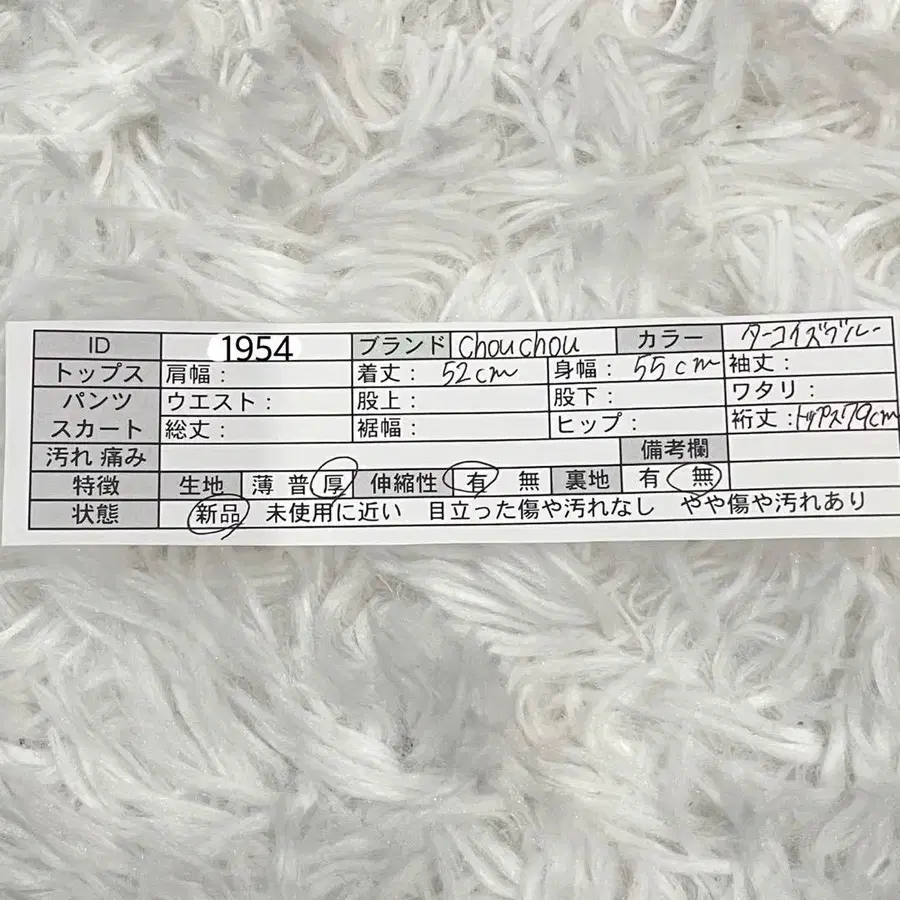 ID 1954 ブランド chouchou カラー ターコイズブルー
トップス 肩幅: 着丈: 52cm 身幅: 55cm 袖丈:
パンツ ウエスト: 股上: 股下: ワタリ:
スカート 総丈: 裾幅: ヒップ: 裄丈:トップス79cm
汚れ 痛み 備考欄
特徴 生地 薄 普 厚 伸縮性 有 無 裏地 有 無
状態 新品 未使用に近い 目立った傷や汚れなし やや傷や汚れあり